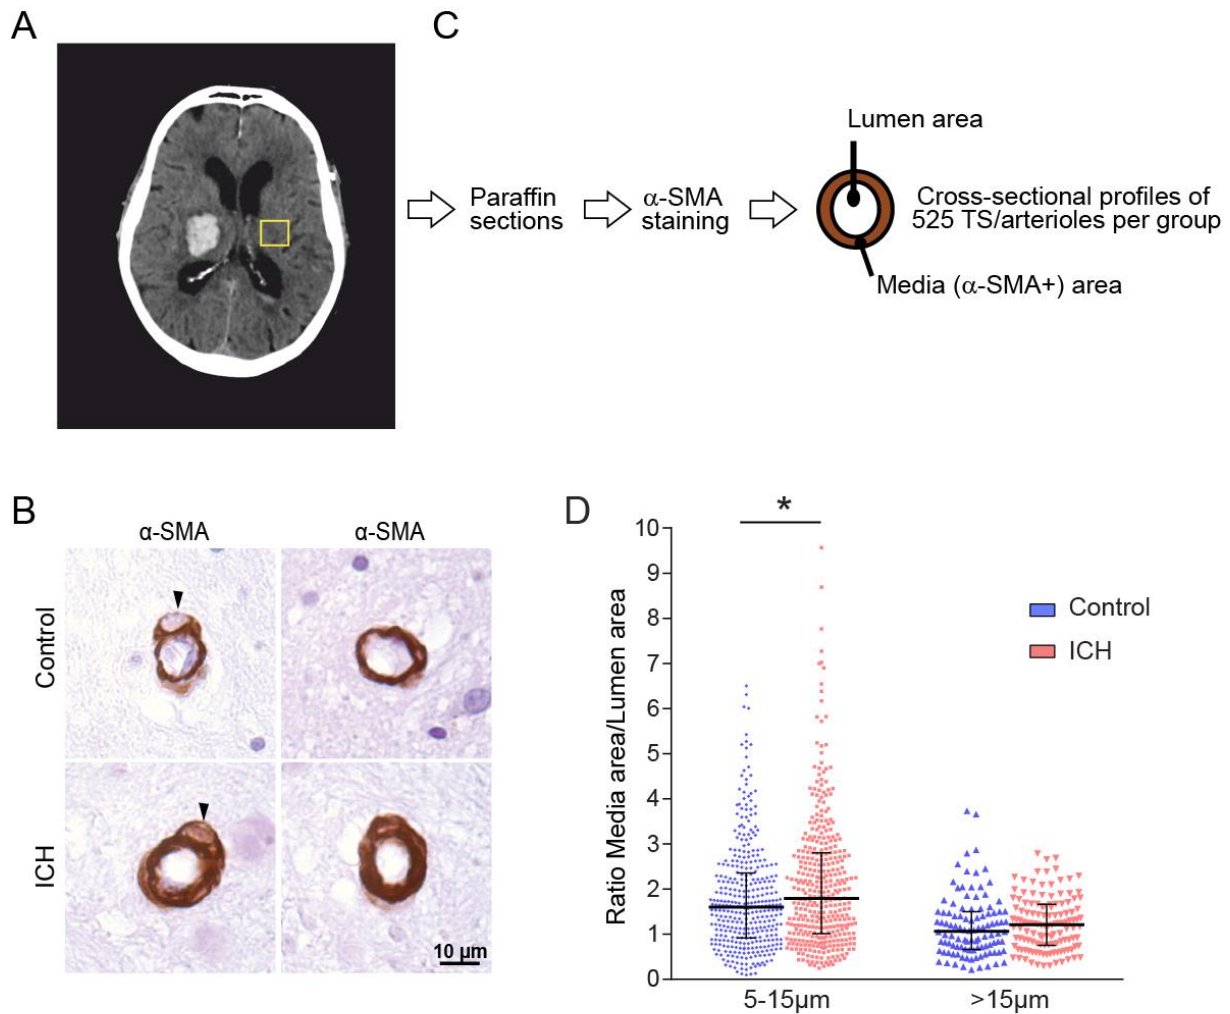 A
C
Lumen area
Paraffin
sections
α-SMA
staining
Cross-sectional profiles of
525 TS/arterioles per group
Media (α-SMA+) area
B
α-SMA
α-SMA
Control
ICH
10 µm
D
*
Ratio Media area/Lumen area
10
9
8
7
6
5
4
3
2
1
0
Control
ICH
5-15µm
>15µm